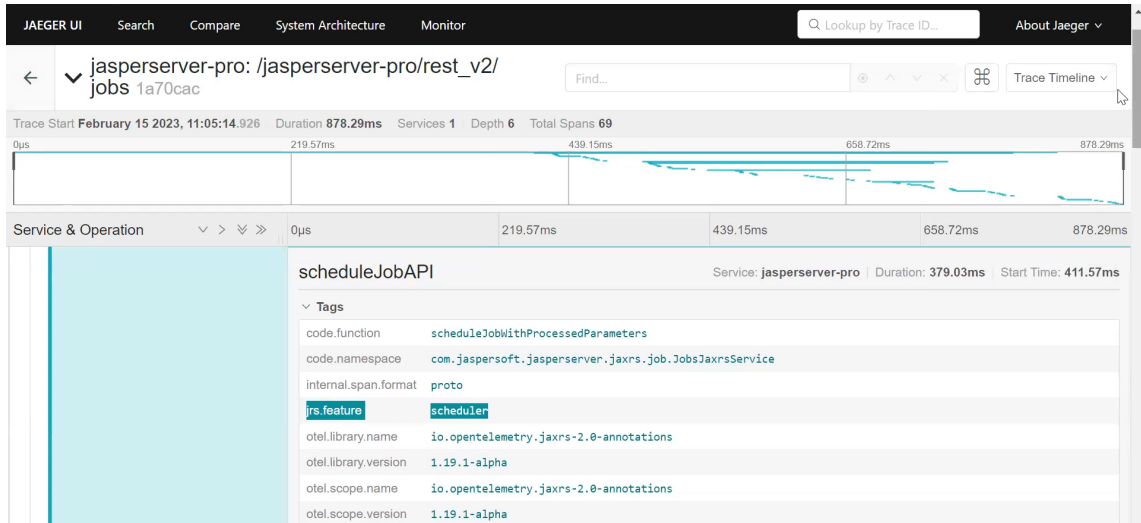 JAEGER UI Search Compare System Architecture Monitor Lookup by Trace ID... About Jaeger
jasperserver-pro: /jasperserver-pro/rest_v2/
jobs 1a70cac
Find...
Trace Timeline
Trace Start February 15 2023, 11:05:14.926 Duration 878.29ms Services 1 Depth 6 Total Spans 69
0μs 219.57ms 439.15ms 658.72ms 878.29ms
Service & Operation 0μs 219.57ms 439.15ms 658.72ms 878.29ms
scheduleJobAPI Service: jasperserver-pro Duration: 379.03ms Start Time: 411.57ms
Tags
code.function scheduleJobWithProcessedParameters
code.namespace com.jaspersoft.jasperserver.jaxrs.job.JobsJaxrsService
internal.span.format proto
jrs.feature scheduler
otel.library.name io.opentelemetry.jaxrs-2.0-annotations
otel.library.version 1.19.1-alpha
otel.scope.name io.opentelemetry.jaxrs-2.0-annotations
otel.scope.version 1.19.1-alpha